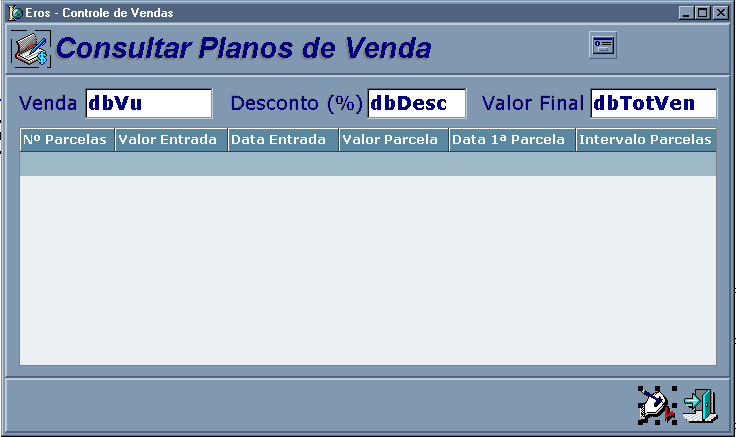 Eros - Controle de Vendas
Consultar Planos de Venda
Venda dbVu Desconto (%) dbDesc Valor Final dbTotVen
Nº Parcelas Valor Entrada Data Entrada Valor Parcela Data 1ª Parcela Intervalo Parcelas